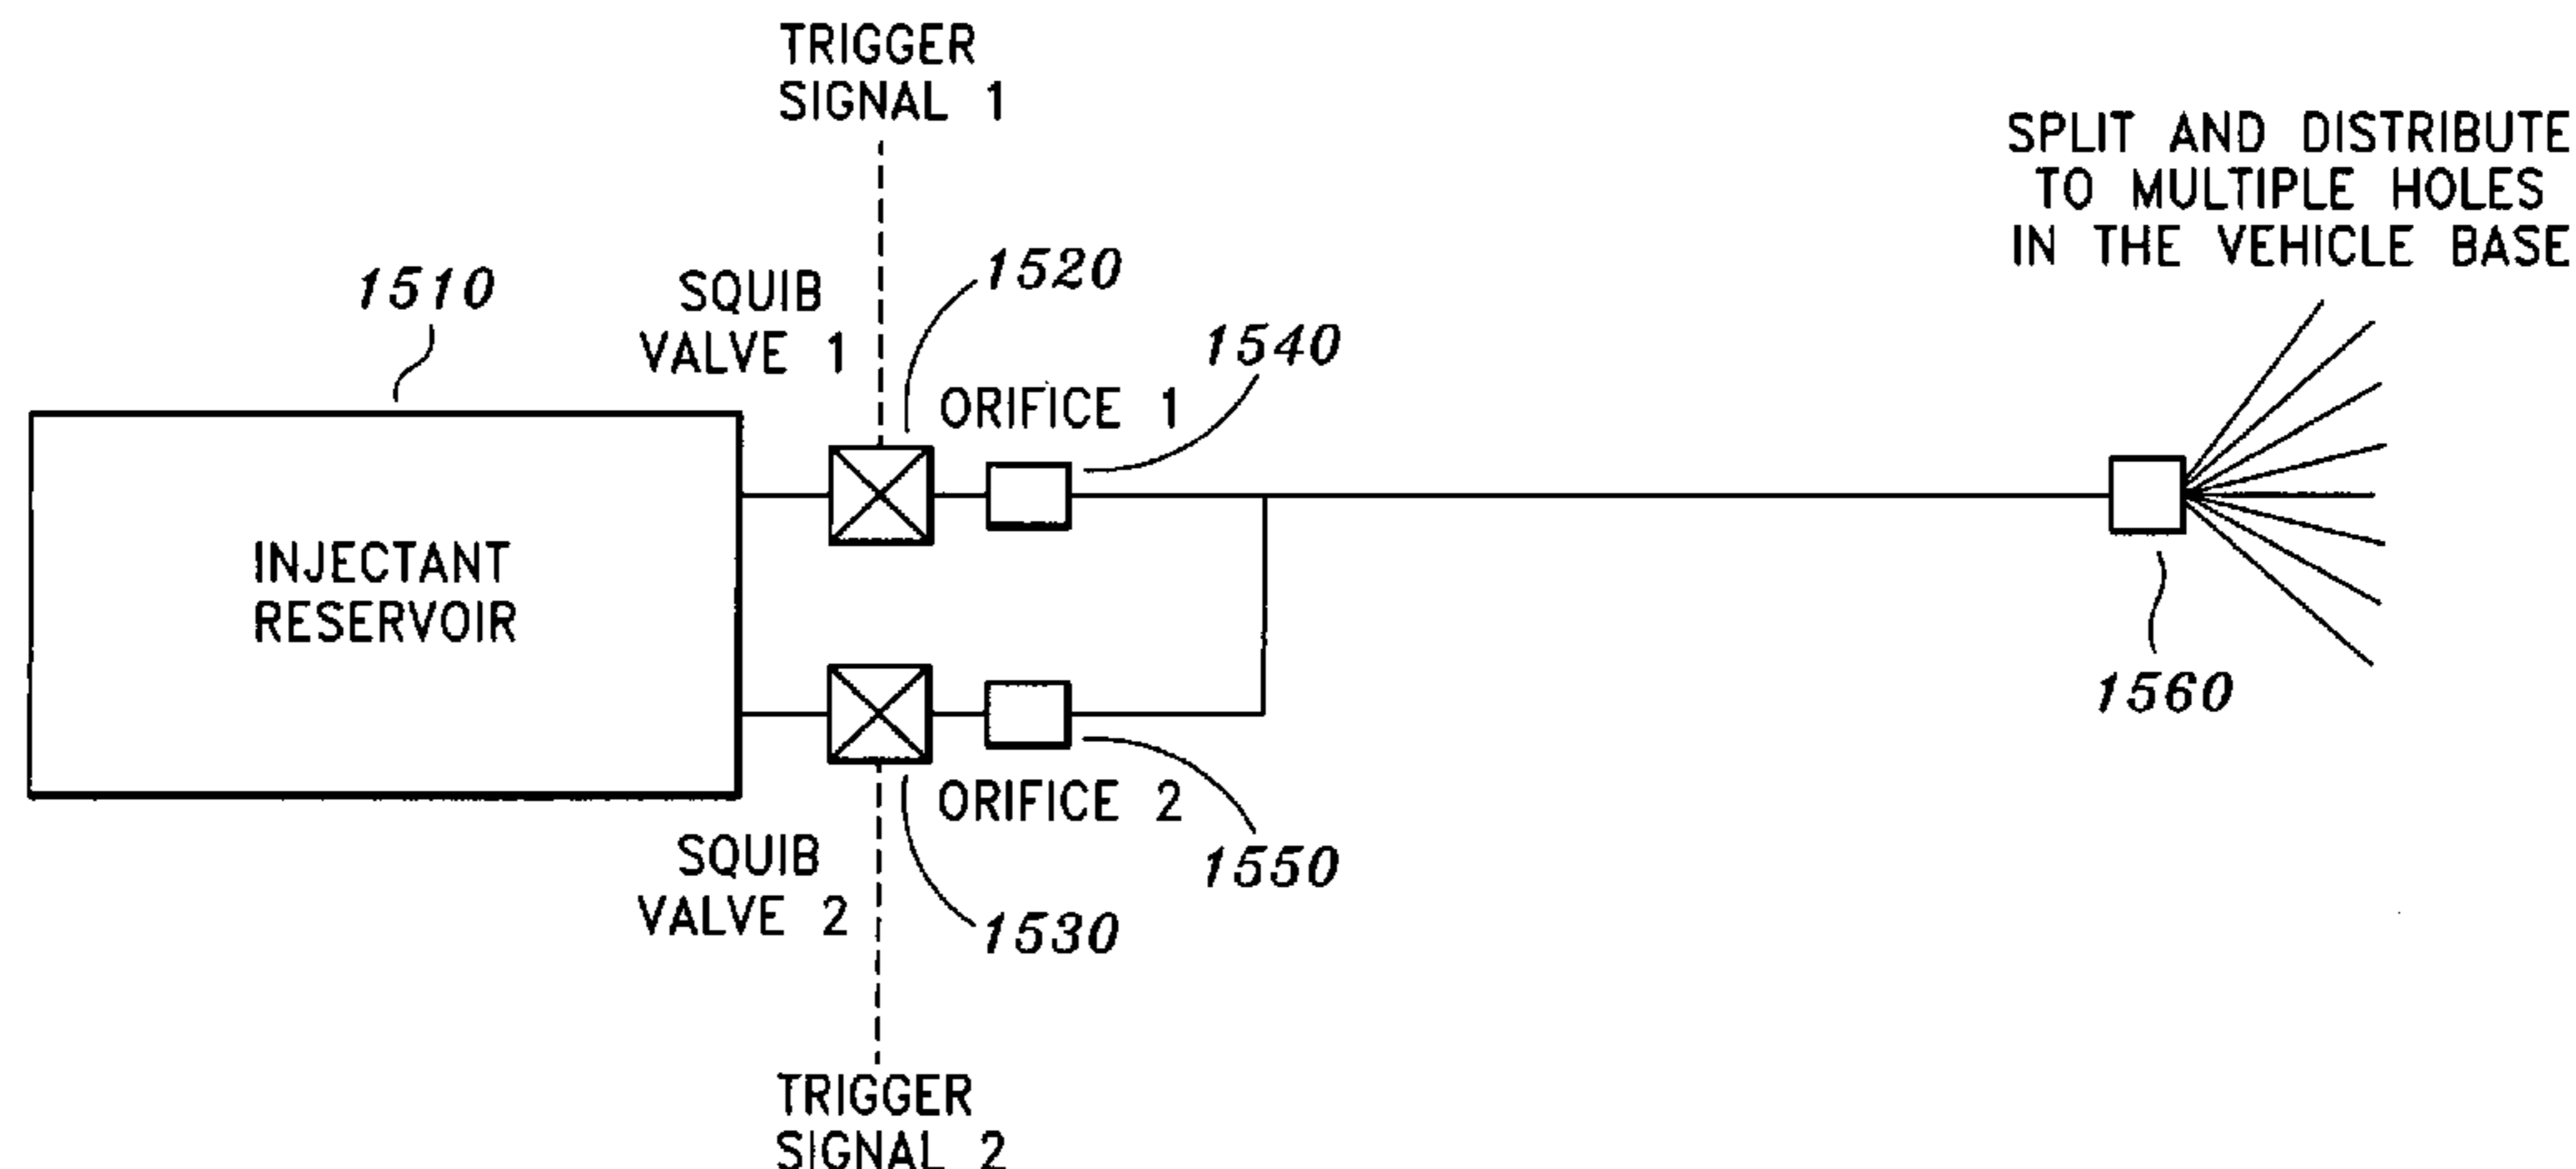 TRIGGER
SIGNAL 1
SPLIT AND DISTRIBUTE
TO MULTIPLE HOLES
IN THE VEHICLE BASE
1510
SQUIB
VALVE 1
1520
1540
ORIFICE 1
INJECTANT
RESERVOIR
1560
ORIFICE 2
1550
SQUIB
VALVE 2
1530
TRIGGER
SIGNAL 2